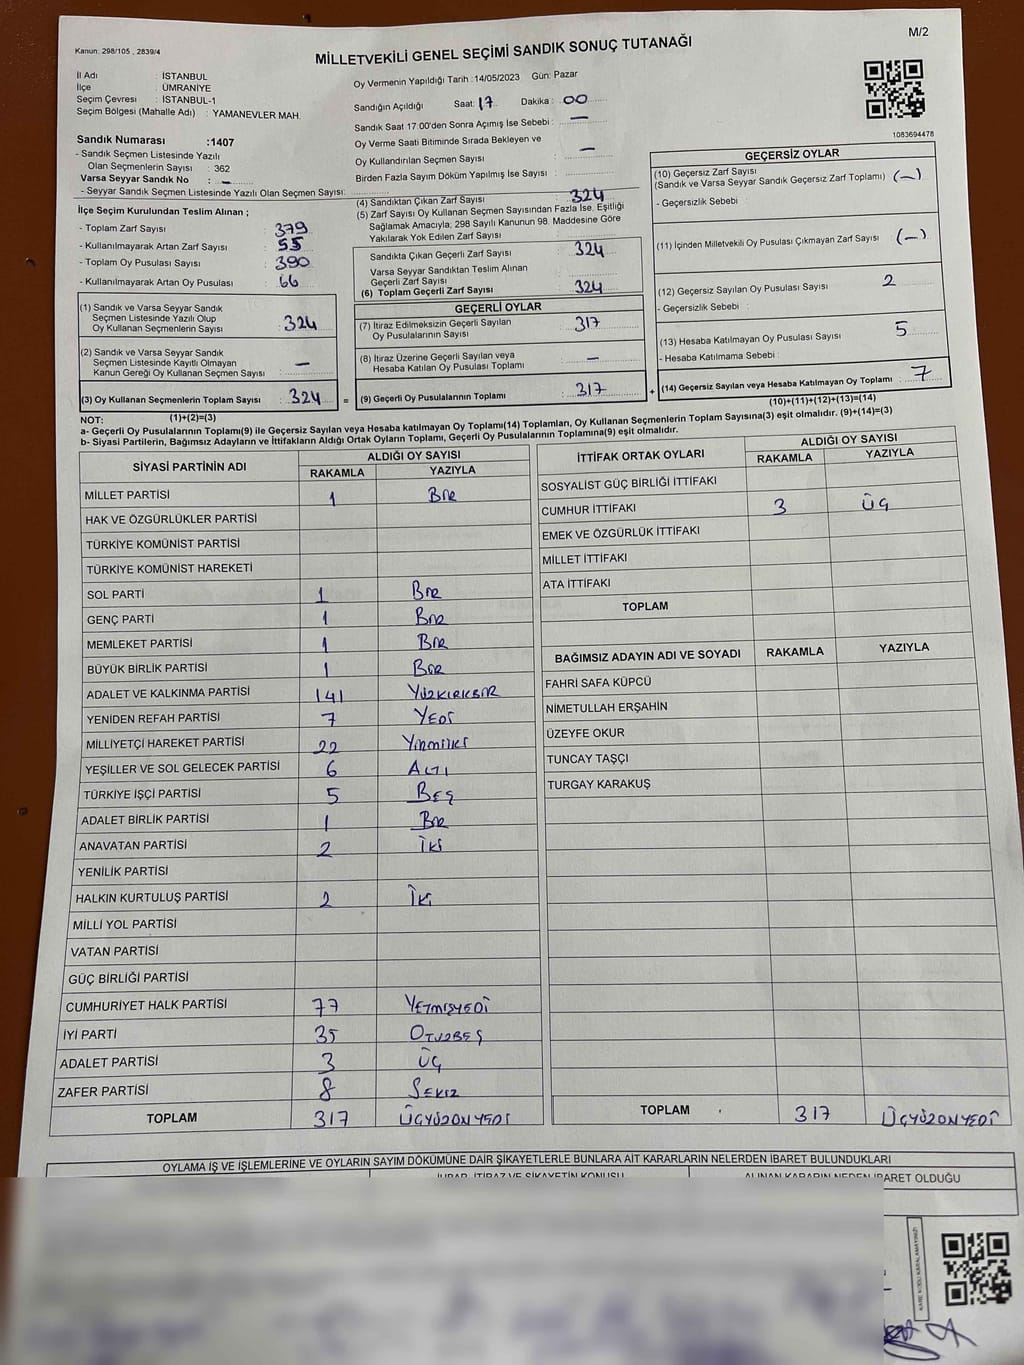 Kanun: 298/105 , 2839/4
M/2
MİLLETVEKİLİ GENEL SEÇİMİ SANDIK SONUÇ TUTANAĞI
İl Adı : İSTANBUL
İlçe : ÜMRANİYE
Seçim Çevresi : İSTANBUL-1
Seçim Bölgesi (Mahalle Adı) : YAMANEVLER MAH.
Sandık Numarası :1407
- Sandık Seçmen Listesinde Yazılı
Olan Seçmenlerin Sayısı : 362
Varsa Seyyar Sandık No : -
- Seyyar Sandık Seçmen Listesinde Yazılı Olan Seçmen Sayısı:
Oy Vermenin Yapıldığı Tarih :14/05/2023 Gün: Pazar
Sandığın Açıldığı Saat: 17 Dakika : 00
Sandık Saat 17:00'den Sonra Açımış İse Sebebi : -
Oy Verme Saati Bitiminde Sırada Bekleyen ve
Oy Kullandırılan Seçmen Sayısı : -
Birden Fazla Sayım Döküm Yapılmış İse Sayısı :
1083694478
İlçe Seçim Kurulundan Teslim Alınan ;
- Toplam Zarf Sayısı : 379
- Kullanılmayarak Artan Zarf Sayısı : 55
- Toplam Oy Pusulası Sayısı : 390
- Kullanılmayarak Artan Oy Pusulası : 66
(1) Sandık ve Varsa Seyyar Sandık
Seçmen Listesinde Yazılı Olup
Oy Kullanan Seçmenlerin Sayısı : 324
(2) Sandık ve Varsa Seyyar Sandık
Seçmen Listesinde Kayıtlı Olmayan
Kanun Gereği Oy Kullanan Seçmen Sayısı : -
(3) Oy Kullanan Seçmenlerin Toplam Sayısı : 324 =
(1)+(2)=(3)
(4) Sandıktan Çıkan Zarf Sayısı : 324
(5) Zarf Sayısı Oy Kullanan Seçmen Sayısından Fazla İse, Eşitliği
Sağlamak Amacıyla; 298 Sayılı Kanunun 98. Maddesine Göre
Yakılarak Yok Edilen Zarf Sayısı :
Sandıkta Çıkan Geçerli Zarf Sayısı : 324
Varsa Seyyar Sandıktan Teslim Alınan
Geçerli Zarf Sayısı :
(6) Toplam Geçerli Zarf Sayısı : 324
GEÇERLİ OYLAR
(7) İtiraz Edilmeksizin Geçerli Sayılan
Oy Pusulalarının Sayısı : 317
(8) İtiraz Üzerine Geçerli Sayılan veya
Hesaba Katılan Oy Pusulası Toplamı : -
(9) Geçerli Oy Pusulalarının Toplamı : 317 +
GEÇERSİZ OYLAR
(10) Geçersiz Zarf Sayısı
(Sandık ve Varsa Seyyar Sandık Geçersiz Zarf Toplamı) (-)
- Geçersizlik Sebebi :
(11) İçinden Milletvekili Oy Pusulası Çıkmayan Zarf Sayısı (-)
(12) Geçersiz Sayılan Oy Pusulası Sayısı 2
- Geçersizlik Sebebi :
(13) Hesaba Katılmayan Oy Pusulası Sayısı 5
- Hesaba Katılmama Sebebi :
(14) Geçersiz Sayılan veya Hesaba Katılmayan Oy Toplamı 7
(10)+(11)+(12)+(13)=(14)
NOT:
a- Geçerli Oy Pusulalarının Toplamı(9) ile Geçersiz Sayılan veya Hesaba katılmayan Oy Toplamı(14) Toplamları, Oy Kullanan Seçmenlerin Toplam Sayısına(3) eşit olmalıdır. (9)+(14)=(3)
b- Siyasi Partilerin, Bağımsız Adayların ve İttifakların Aldığı Ortak Oyların Toplamı, Geçerli Oy Pusulalarının Toplamına(9) eşit olmalıdır.
SİYASİ PARTİNİN ADI ALDIĞI OY SAYISI
RAKAMLA YAZIYLA
MİLLET PARTİSİ 1 Bir
HAK VE ÖZGÜRLÜKLER PARTİSİ
TÜRKİYE KOMÜNİST PARTİSİ
TÜRKİYE KOMÜNİST HAREKETİ
SOL PARTİ 1 Bir
GENÇ PARTİ 1 Bir
MEMLEKET PARTİSİ 1 Bir
BÜYÜK BİRLİK PARTİSİ 1 Bir
ADALET VE KALKINMA PARTİSİ 141 YÜZKIRKBİR
YENİDEN REFAH PARTİSİ 7 YEDİ
MİLLİYETÇİ HAREKET PARTİSİ 22 Yirmiiki
YEŞİLLER VE SOL GELECEK PARTİSİ 6 ALTI
TÜRKİYE İŞÇİ PARTİSİ 5 BEŞ
ADALET BİRLİK PARTİSİ 1 Bir
ANAVATAN PARTİSİ 2 İki
YENİLİK PARTİSİ
HALKIN KURTULUŞ PARTİSİ 2 İki
MİLLİ YOL PARTİSİ
VATAN PARTİSİ
GÜÇ BİRLİĞİ PARTİSİ
CUMHURİYET HALK PARTİSİ 77 YETMİŞYEDİ
İYİ PARTİ 35 OTUZBEŞ
ADALET PARTİSİ 3 ÜÇ
ZAFER PARTİSİ 8 SEKİZ
TOPLAM 317 ÜÇYÜZONYEDİ
İTTİFAK ORTAK OYLARI ALDIĞI OY SAYISI
RAKAMLA YAZIYLA
SOSYALİST GÜÇ BİRLİĞİ İTTİFAKI
CUMHUR İTTİFAKI 3 ÜÇ
EMEK VE ÖZGÜRLÜK İTTİFAKI
MİLLET İTTİFAKI
ATA İTTİFAKI
TOPLAM
BAĞIMSIZ ADAYIN ADI VE SOYADI RAKAMLA YAZIYLA
FAHRİ SAFA KÜPCÜ
NİMETULLAH ERŞAHİN
ÜZEYFE OKUR
TUNCAY TAŞÇI
TURGAY KARAKUŞ
TOPLAM 317 ÜÇYÜZONYEDİ
OYLAMA İŞ VE İŞLEMLERİNE VE OYLARIN SAYIM DÖKÜMÜNE DAİR ŞİKAYETLERLE BUNLARA AİT KARARLARIN NELERDEN İBARET BULUNDUKLARI
İHBAR, İTİRAZ VE ŞİKAYETİN KONUSU ALINAN KARARIN NEDEN İBARET OLDUĞU
KARE KODU KARALAMAYINIZ!